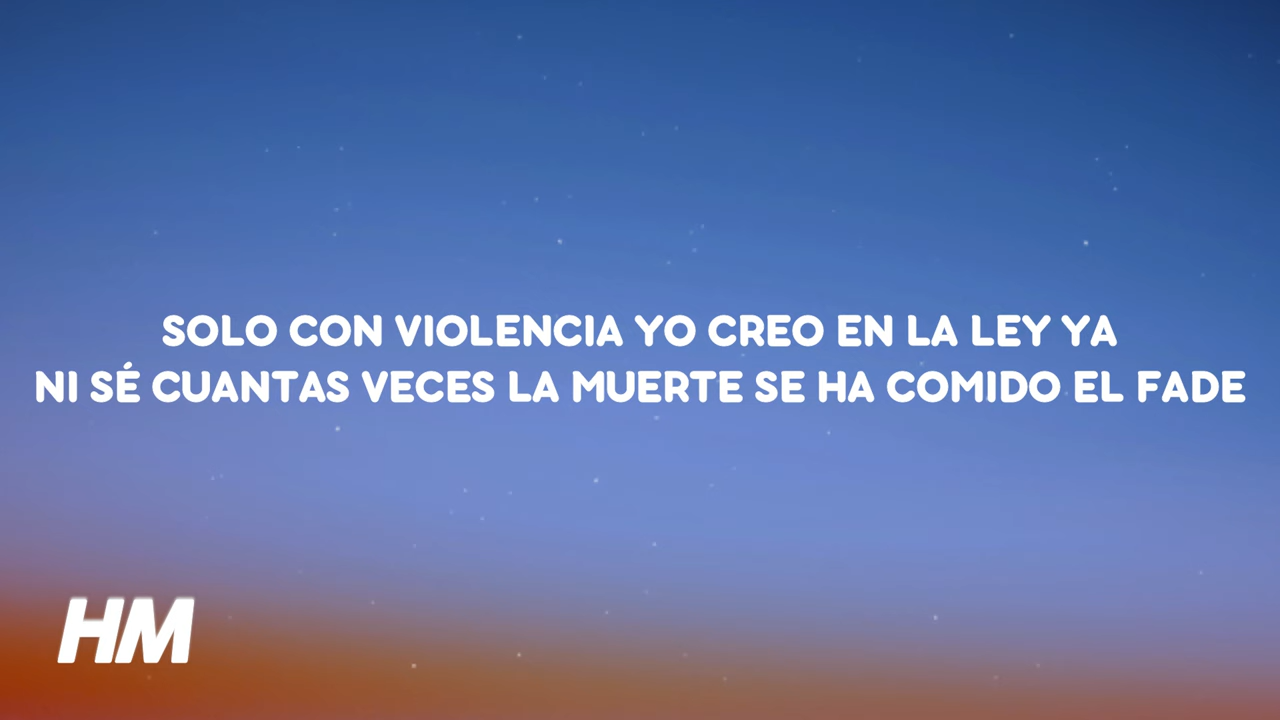 SOLO CON VIOLENCIA YO CREO EN LA LEY YA
NI SÉ CUANTAS VECES LA MUERTE SE HA COMIDO EL FADE
HM